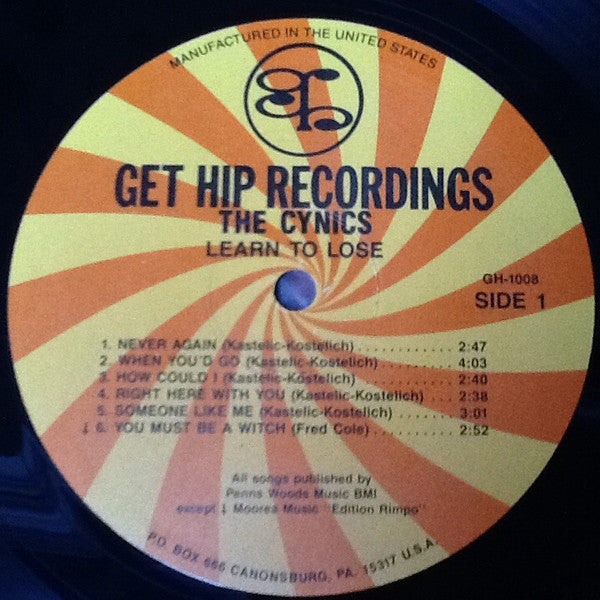 MANUFACTURED IN THE UNITED STATES
GET HIP RECORDINGS
THE CYNICS
LEARN TO LOSE
GH-1008
SIDE 1
1. NEVER AGAIN (Kastelic-Kostelich) ............ 2:47
2. WHEN YOU'D GO (Kastelic-Kostelich) ........... 4:03
3. HOW COULD I (Kastelic-Kostelich) ............ 2:40
4. RIGHT HERE WITH YOU (Kastelic-Kostelich) .... 2:38
5. SOMEONE LIKE ME (Kastelic-Kostelich) ........ 3:01
↓ 6. YOU MUST BE A WITCH (Fred Cole) ........... 2:52
All songs published by
Penns Woods Music BMI
except ↓ Moorea Music "Edition Rimpo"
P.O. BOX 666 CANONSBURG, PA. 15317 U.S.A.